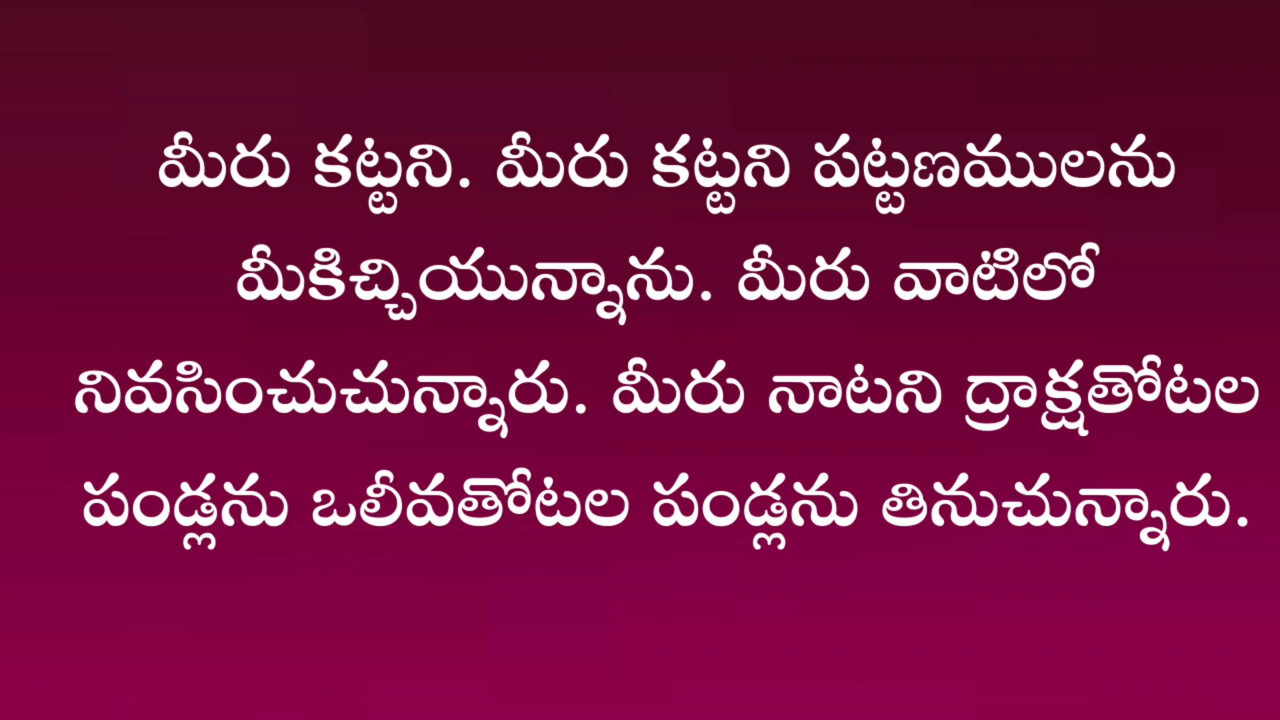 మీరు కట్టని. మీరు కట్టని పట్టణములను
మీకిచ్చియున్నాను. మీరు వాటిలో
నివసించుచున్నారు. మీరు నాటని ద్రాక్షతోటల
పండ్లను ఒలీవతోటల పండ్లను తినుచున్నారు.